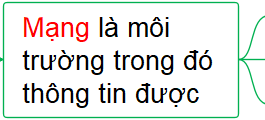 Mạng là môi
trường trong đó
thông tin được